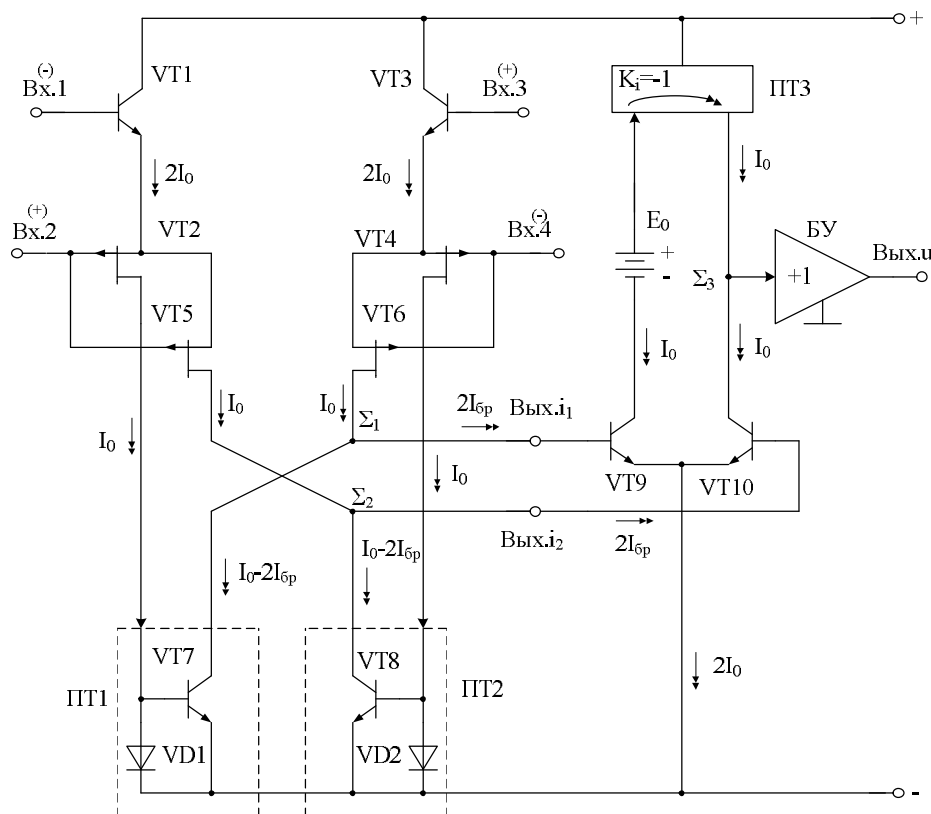 +
(-)
Вх.1
VT1
VT3
(+)
Вх.3
Ki=-1
ПТ3
2I0
2I0
I0
(+)
Вх.2
VT2
VT4
(-)
Вх.4
E0
+
-
БУ
Вых.u
Σ3
+1
VT5
VT6
I0
I0
I0
I0
I0
Σ1
2Iбр
Вых.i1
I0
VT9
VT10
Σ2
Вых.i2
2Iбр
I0-2Iбр
I0-2Iбр
VT7
VT8
2I0
ПТ1
ПТ2
VD1
VD2
-